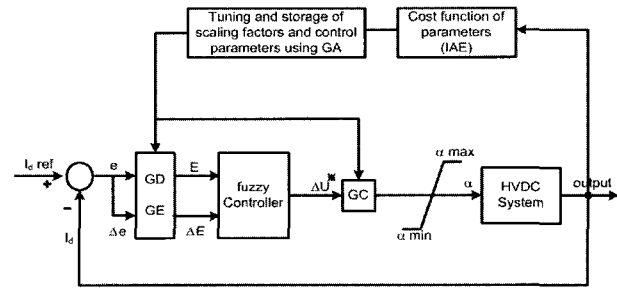 Tuning and storage of
scaling factors and control
parameters using GA
Cost function of
parameters
(IAE)
I_d ref
+
−
e
Δe
I_d
GD
GE
E
ΔE
fuzzy
Controller
ΔU*
GC
α max
α min
α
HVDC
System
output